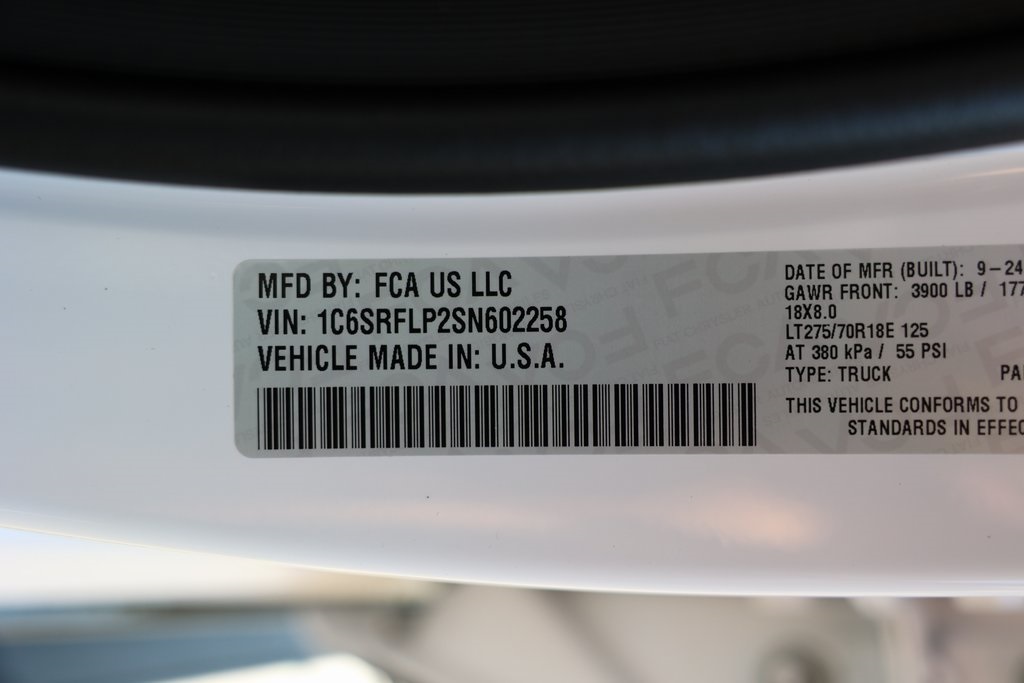 MFD BY: FCA US LLC
VIN: 1C6SRFLP2SN602258
VEHICLE MADE IN: U.S.A.
DATE OF MFR (BUILT): 9-24
GAWR FRONT: 3900 LB / 177
18X8.0
LT275/70R18E 125
AT 380 kPa / 55 PSI
TYPE: TRUCK
THIS VEHICLE CONFORMS TO
STANDARDS IN